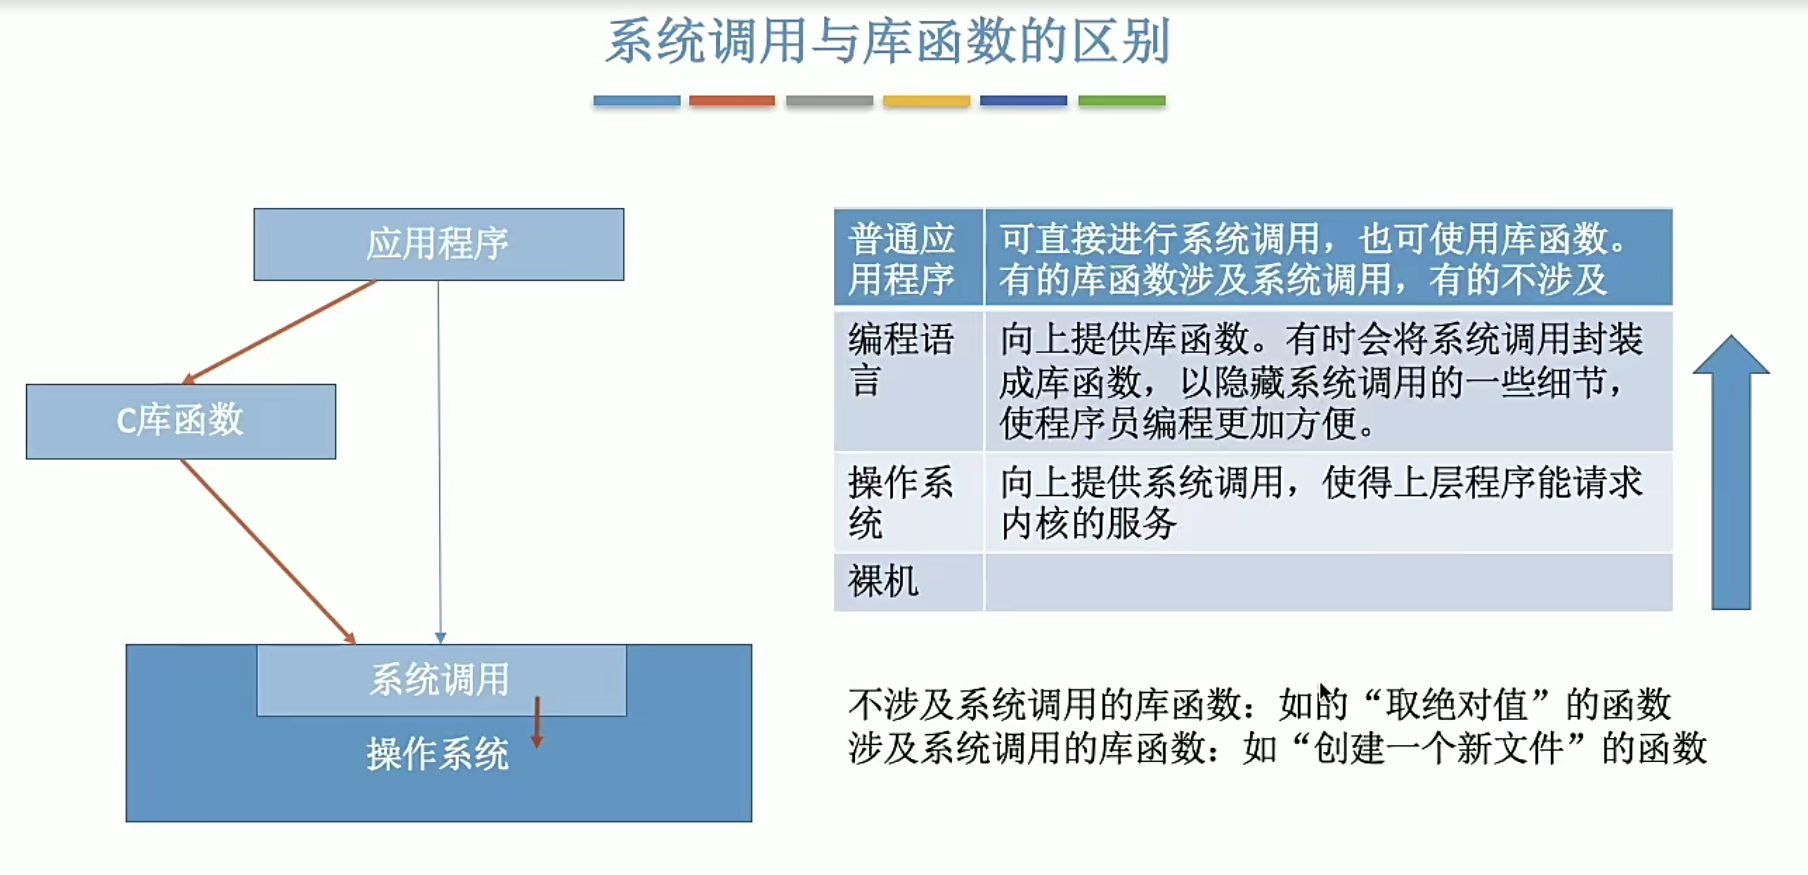 系统调用与库函数的区别
应用程序
C库函数
系统调用
操作系统
普通应
用程序
可直接进行系统调用，也可使用库函数。
有的库函数涉及系统调用，有的不涉及
编程语
言
向上提供库函数。有时会将系统调用封装
成库函数，以隐藏系统调用的一些细节，
使程序员编程更加方便。
操作系
统
向上提供系统调用，使得上层程序能请求
内核的服务
裸机
不涉及系统调用的库函数：如的“取绝对值”的函数
涉及系统调用的库函数：如“创建一个新文件”的函数